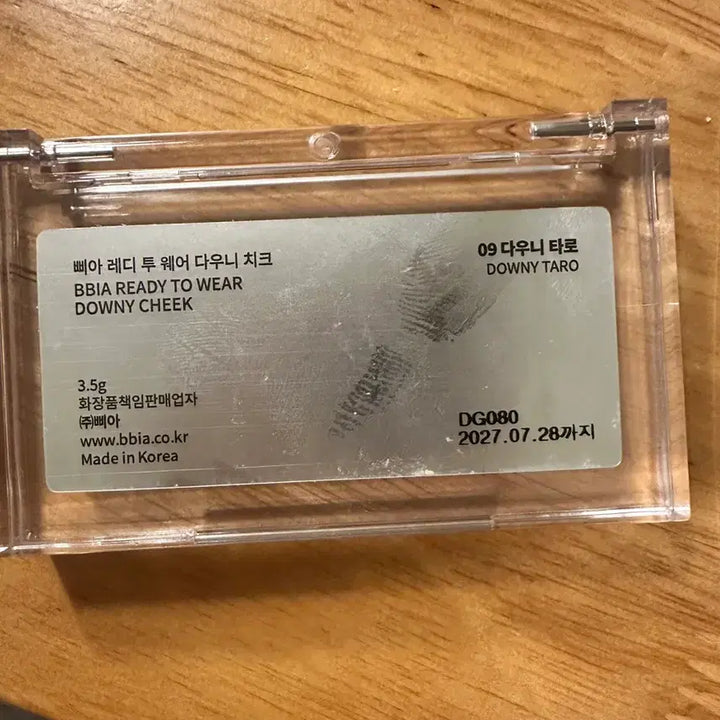 삐아 레디 투 웨어 다우니 치크
BBIA READY TO WEAR
DOWNY CHEEK
09 다우니 타로
DOWNY TARO
3.5g
화장품책임판매업자
㈜삐아
www.bbia.co.kr
Made in Korea
DG080
2027.07.28까지